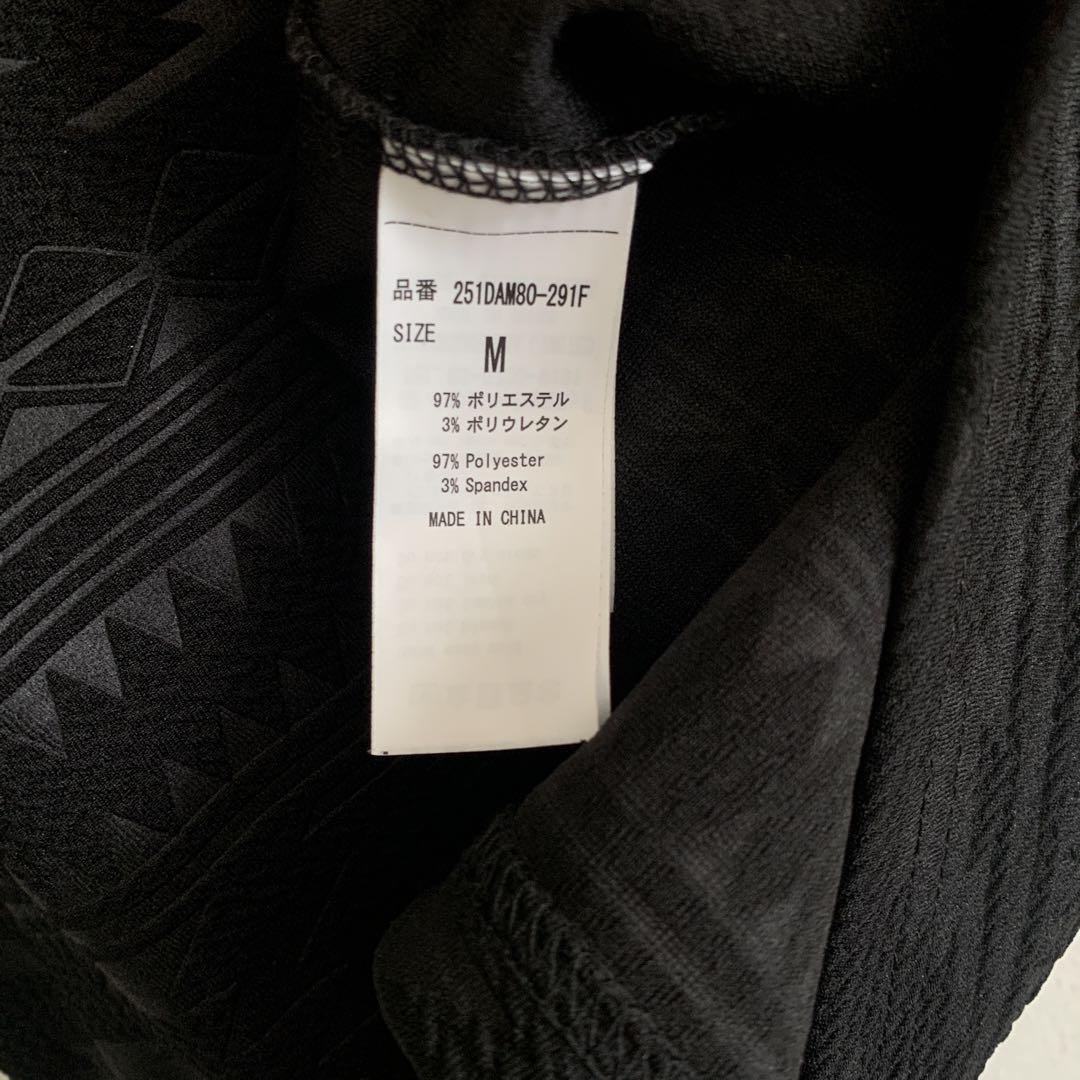 品番 251DAM80-291F
SIZE
M
97% ポリエステル
3% ポリウレタン
97% Polyester
3% Spandex
MADE IN CHINA